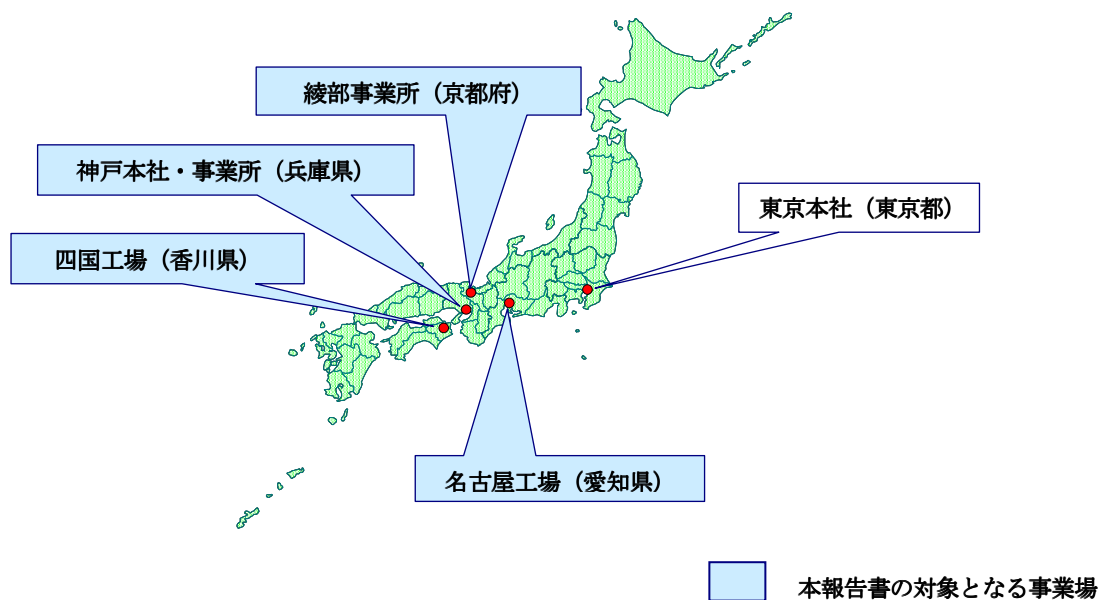 綾部事業所（京都府）
神戸本社・事業所（兵庫県）
東京本社（東京都）
四国工場（香川県）
名古屋工場（愛知県）
本報告書の対象となる事業場